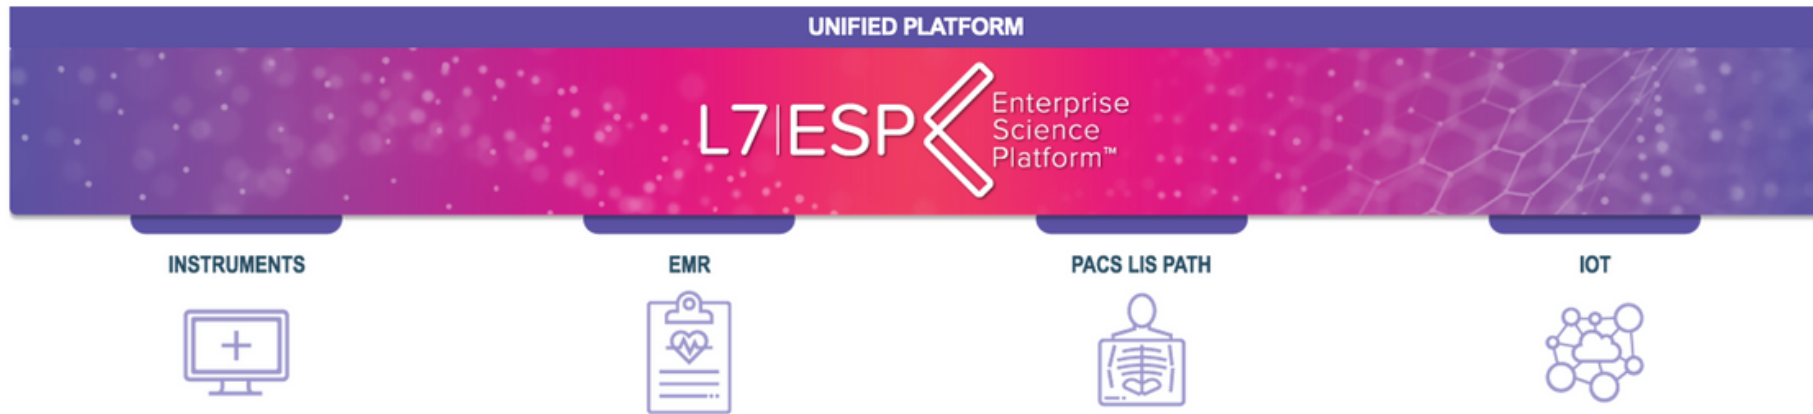 UNIFIED PLATFORM
L7|ESP
Enterprise
Science
Platform™
INSTRUMENTS
EMR
PACS LIS PATH
IOT